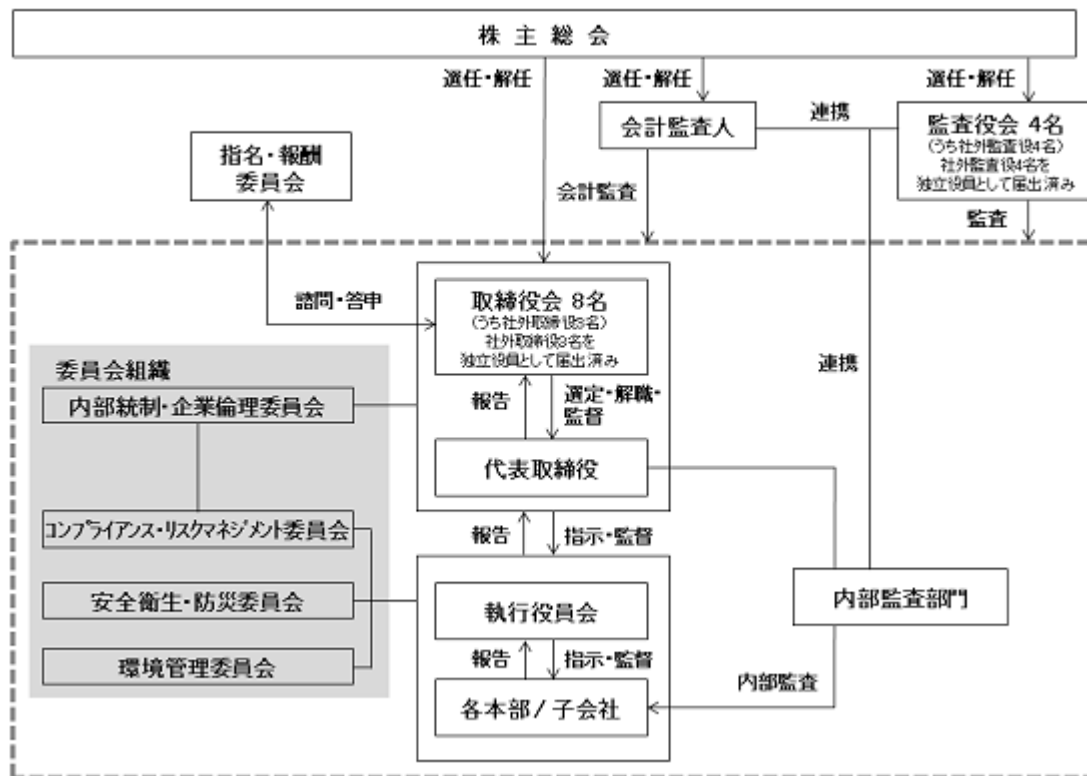 株主総会
選任・解任
選任・解任
選任・解任
会計監査人
連携
監査役会 4名
(うち社外監査役4名)
社外監査役4名を
独立役員として届出済み
指名・報酬
委員会
会計監査
監査
諮問・答申
取締役会 8名
(うち社外取締役3名)
社外取締役3名を
独立役員として届出済み
連携
委員会組織
内部統制・企業倫理委員会
報告
選定・解職・
監督
代表取締役
コンプライアンス・リスクマネジメント委員会
報告
指示・監督
安全衛生・防災委員会
執行役員会
内部監査部門
環境管理委員会
報告
指示・監督
内部監査
各本部/子会社